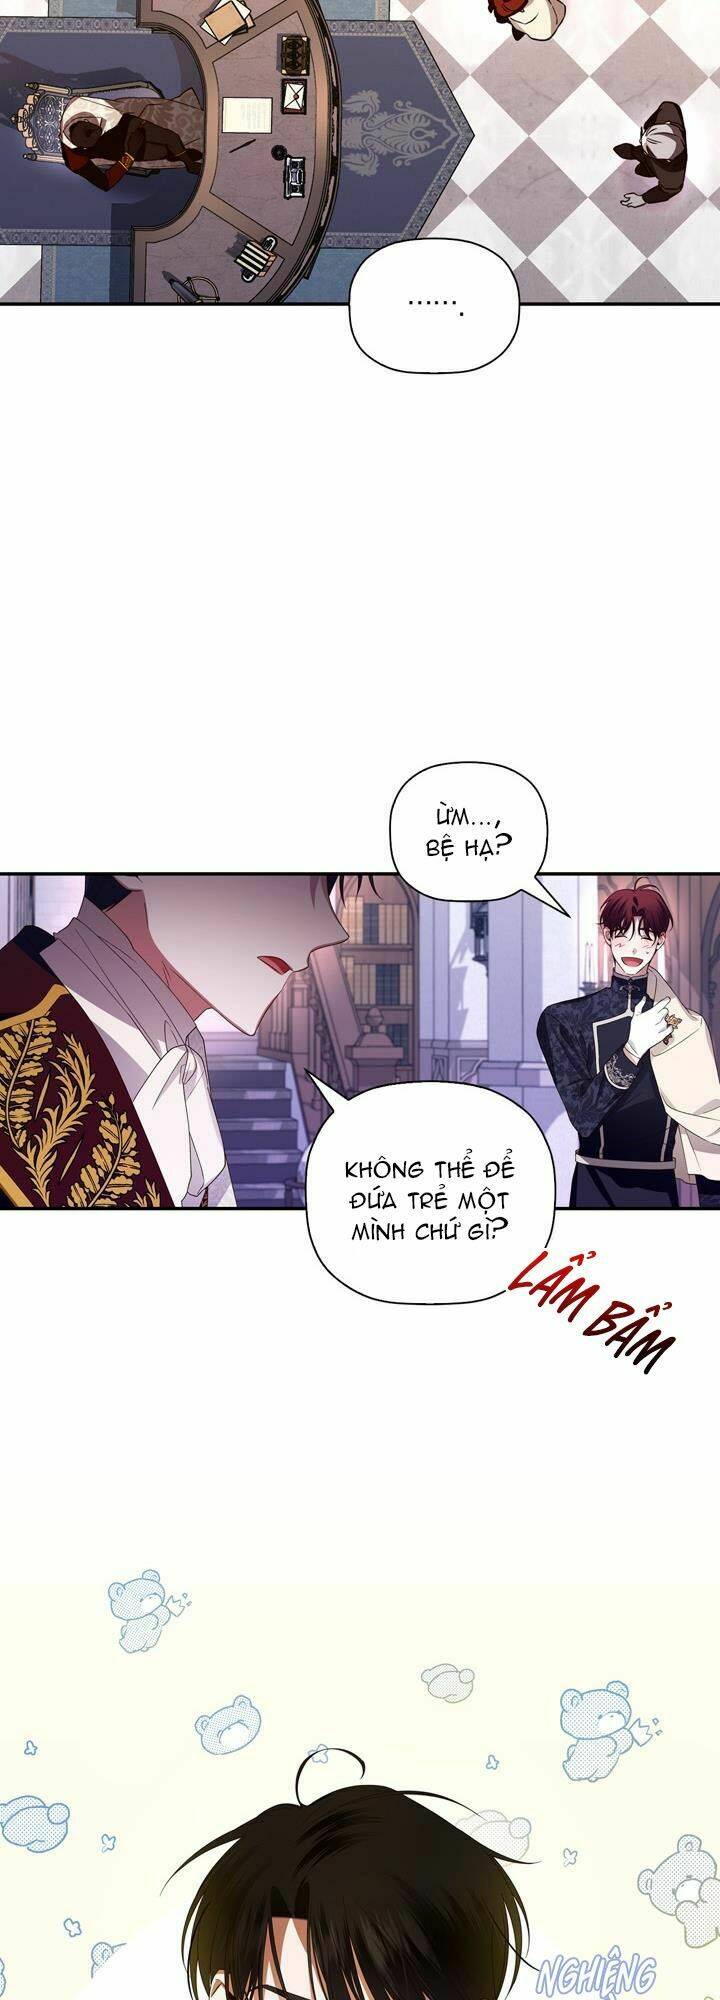 …….
ỪM...,
BỆ HẠ?
KHÔNG THỂ ĐỂ
ĐỨA TRẺ MỘT
MÌNH CHỨ GÌ?
LẨM BẨM
NGHIÊNG